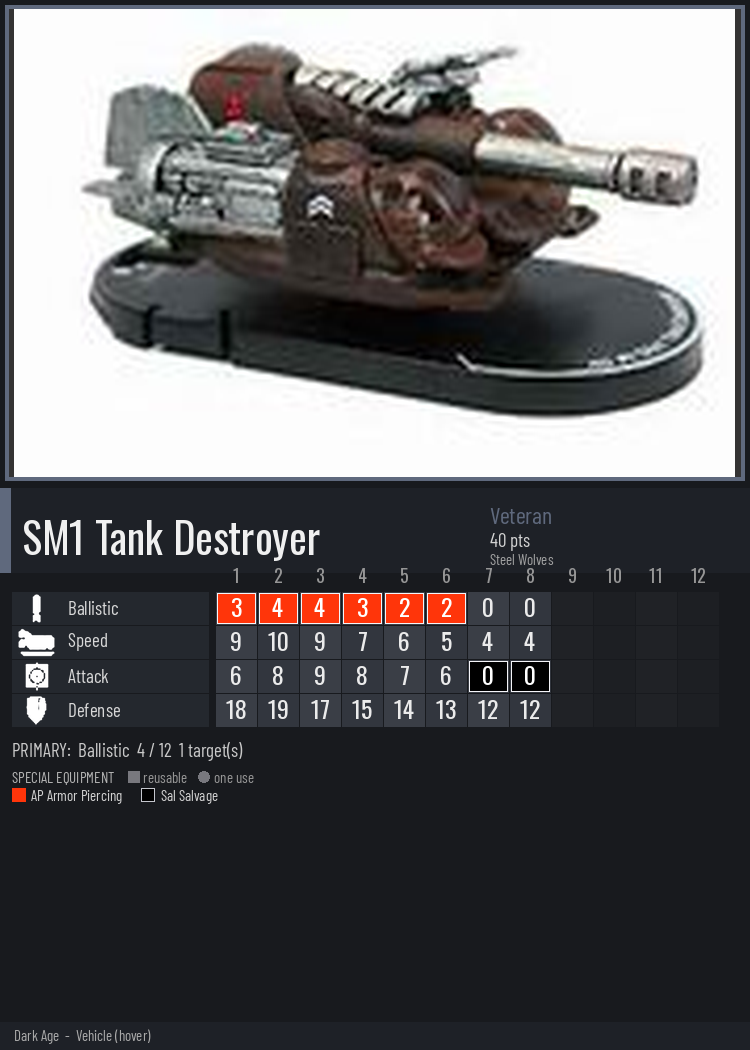 SM1 Tank Destroyer
Veteran
40 pts
Steel Wolves
1 2 3 4 5 6 7 8 9 10 11 12
Ballistic 3 4 4 3 2 2 0 0
Speed 9 10 9 7 6 5 4 4
Attack 6 8 9 8 7 6 0 0
Defense 18 19 17 15 14 13 12 12
PRIMARY: Ballistic 4 / 12 1 target(s)
SPECIAL EQUIPMENT reusable one use
AP Armor Piercing Sal Salvage
Dark Age - Vehicle (hover)